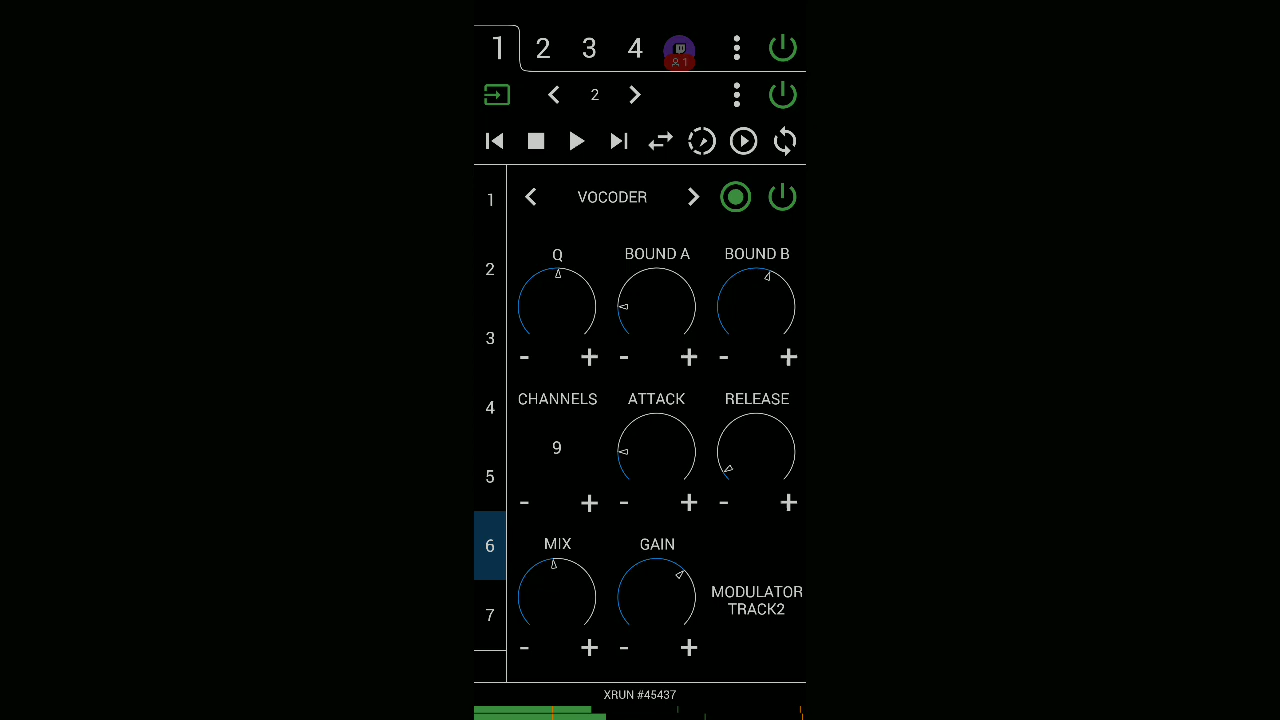 1 2 3 4
1
2
1 VOCODER
Q BOUND A BOUND B
2
3
- + - + - +
CHANNELS ATTACK RELEASE
4
9
5
- + - + - +
6 MIX GAIN
MODULATOR
TRACK2
7
- + - +
XRUN #45437